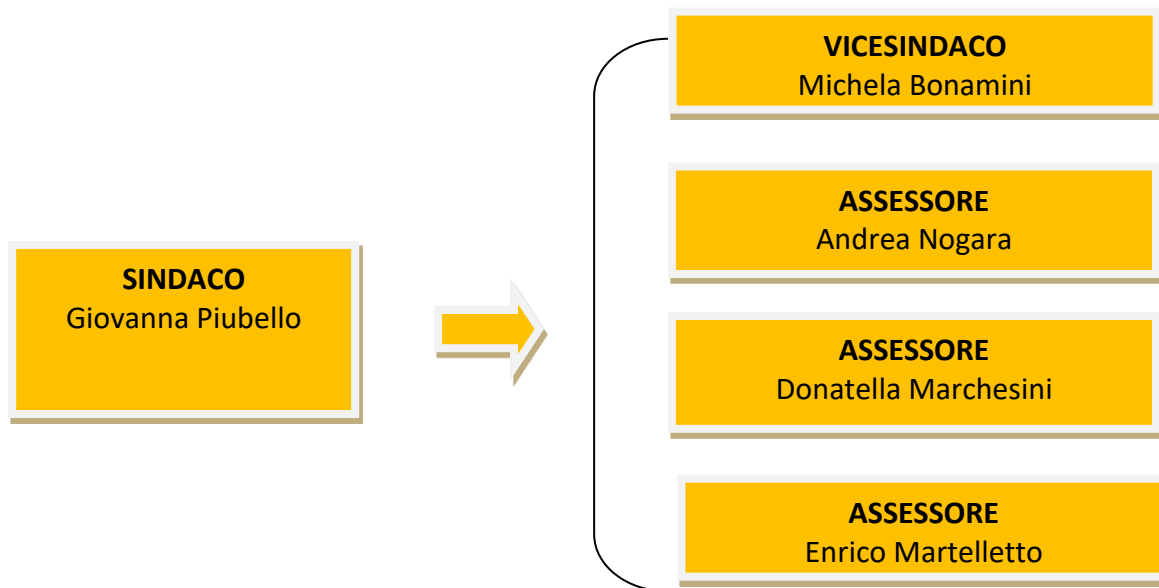 SINDACO
Giovanna Piubello
VICESINDACO
Michela Bonamini
ASSESSORE
Andrea Nogara
ASSESSORE
Donatella Marchesini
ASSESSORE
Enrico Martelletto